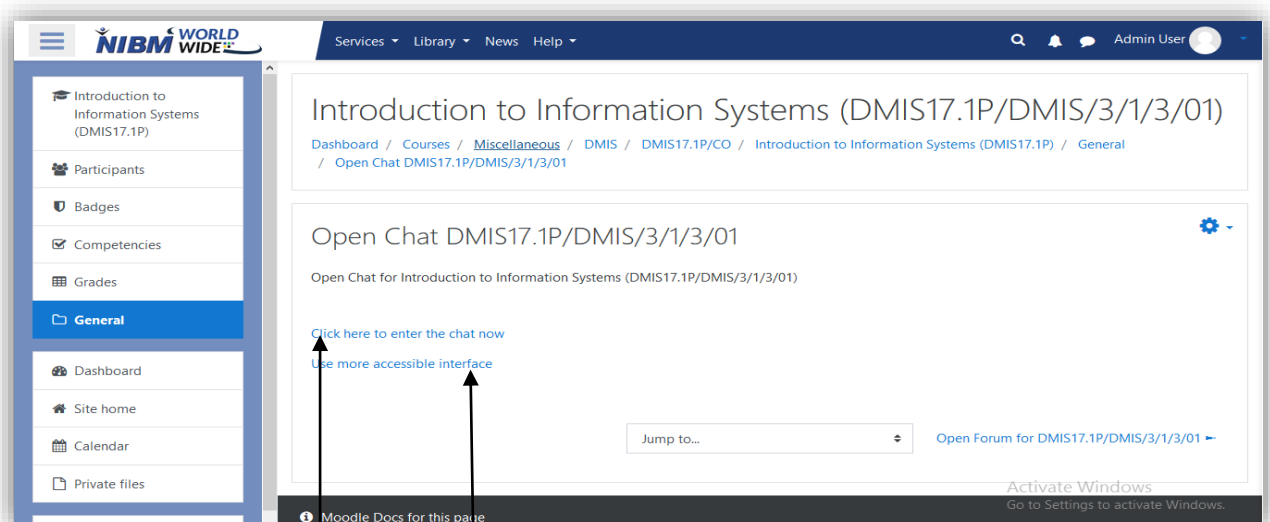 NIBM WORLD WIDE
Services Library News Help
Admin User
Introduction to
Information Systems
(DMIS17.1P)
Participants
Badges
Competencies
Grades
General
Dashboard
Site home
Calendar
Private files
Introduction to Information Systems (DMIS17.1P/DMIS/3/1/3/01)
Dashboard / Courses / Miscellaneous / DMIS / DMIS17.1P/CO / Introduction to Information Systems (DMIS17.1P) / General
/ Open Chat DMIS17.1P/DMIS/3/1/3/01
Open Chat DMIS17.1P/DMIS/3/1/3/01
Open Chat for Introduction to Information Systems (DMIS17.1P/DMIS/3/1/3/01)
Click here to enter the chat now
Use more accessible interface
Jump to...
Open Forum for DMIS17.1P/DMIS/3/1/3/01
Activate Windows
Go to Settings to activate Windows.
Moodle Docs for this page